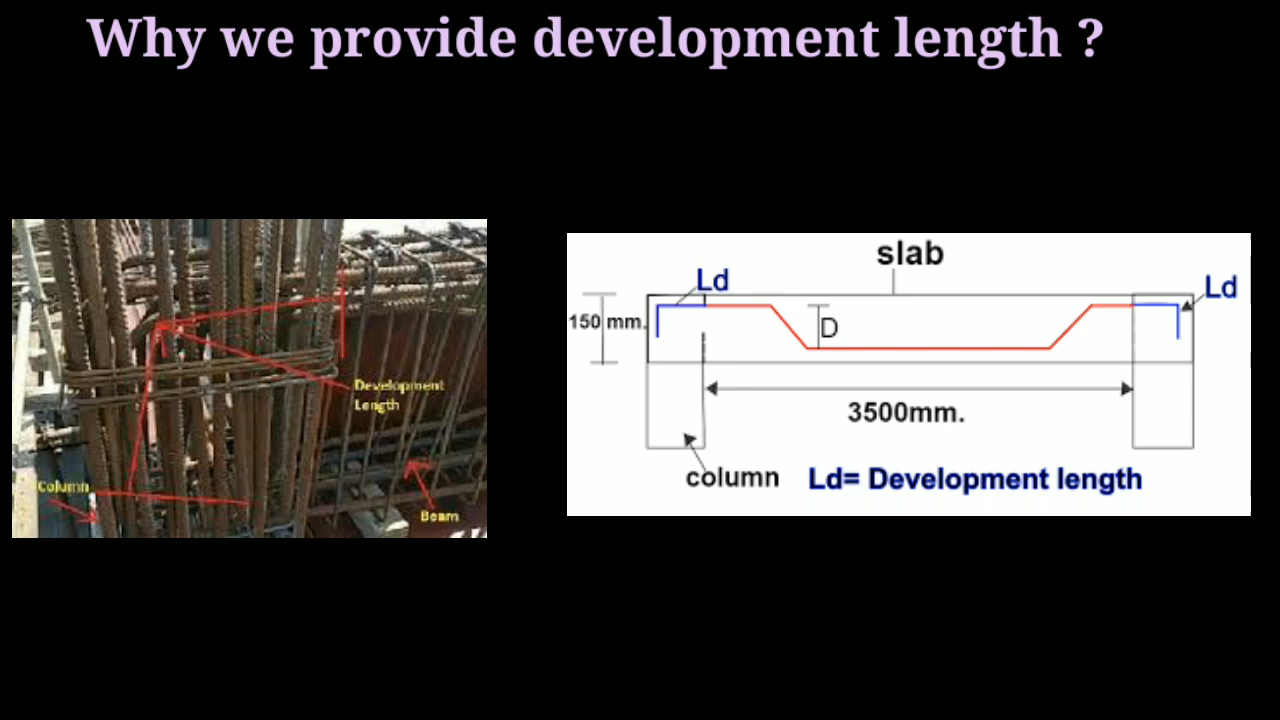 Why we provide development length ?
Development
Length
Column
Beam
slab
Ld
Ld
150 mm.
D
3500mm.
column
Ld= Development length